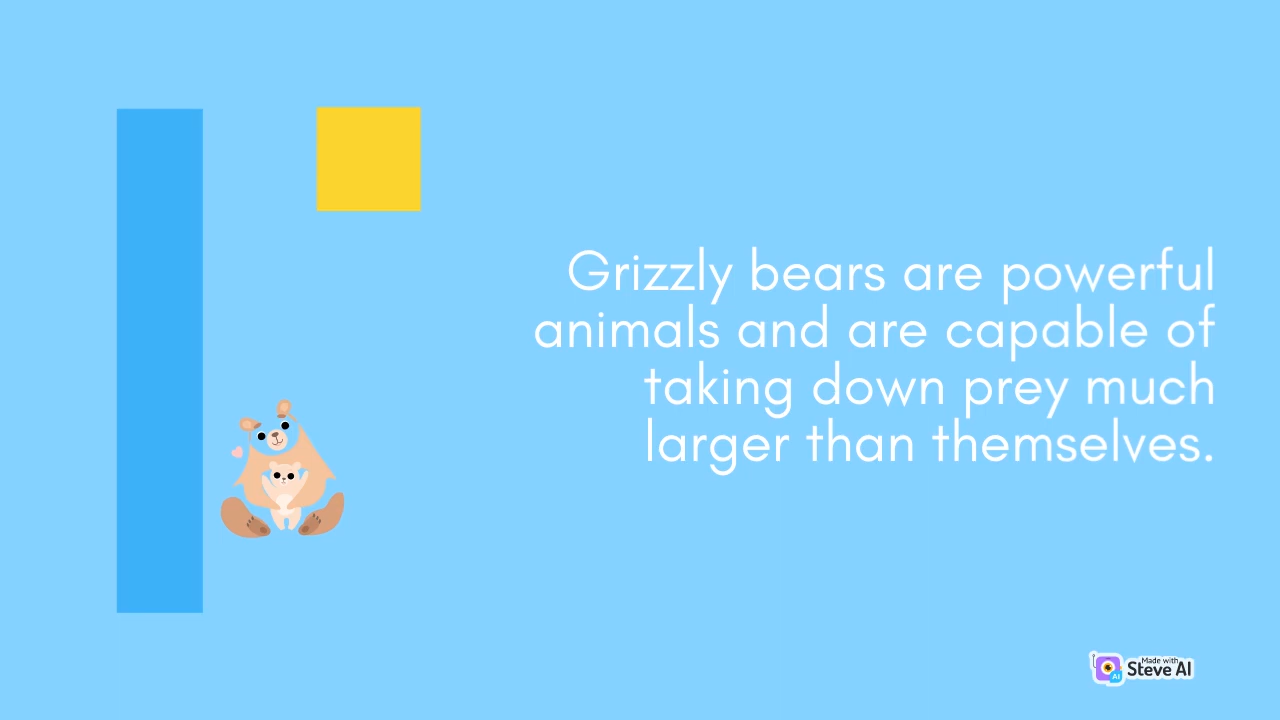 Grizzly bears are powerful
animals and are capable of
taking down prey much
larger than themselves.
Made with
Steve AI
AI